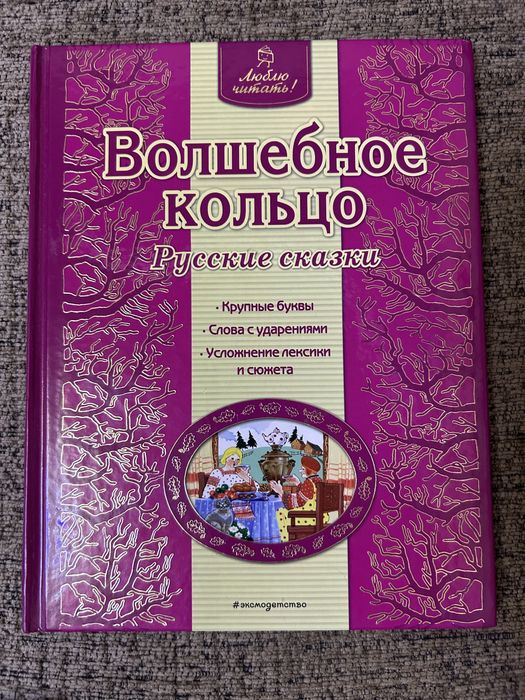 Люблю
читать!
Волшебное
кольцо
Русские сказки
• Крупные буквы
• Слова с ударениями
• Усложнение лексики
и сюжета
#эксмодетство